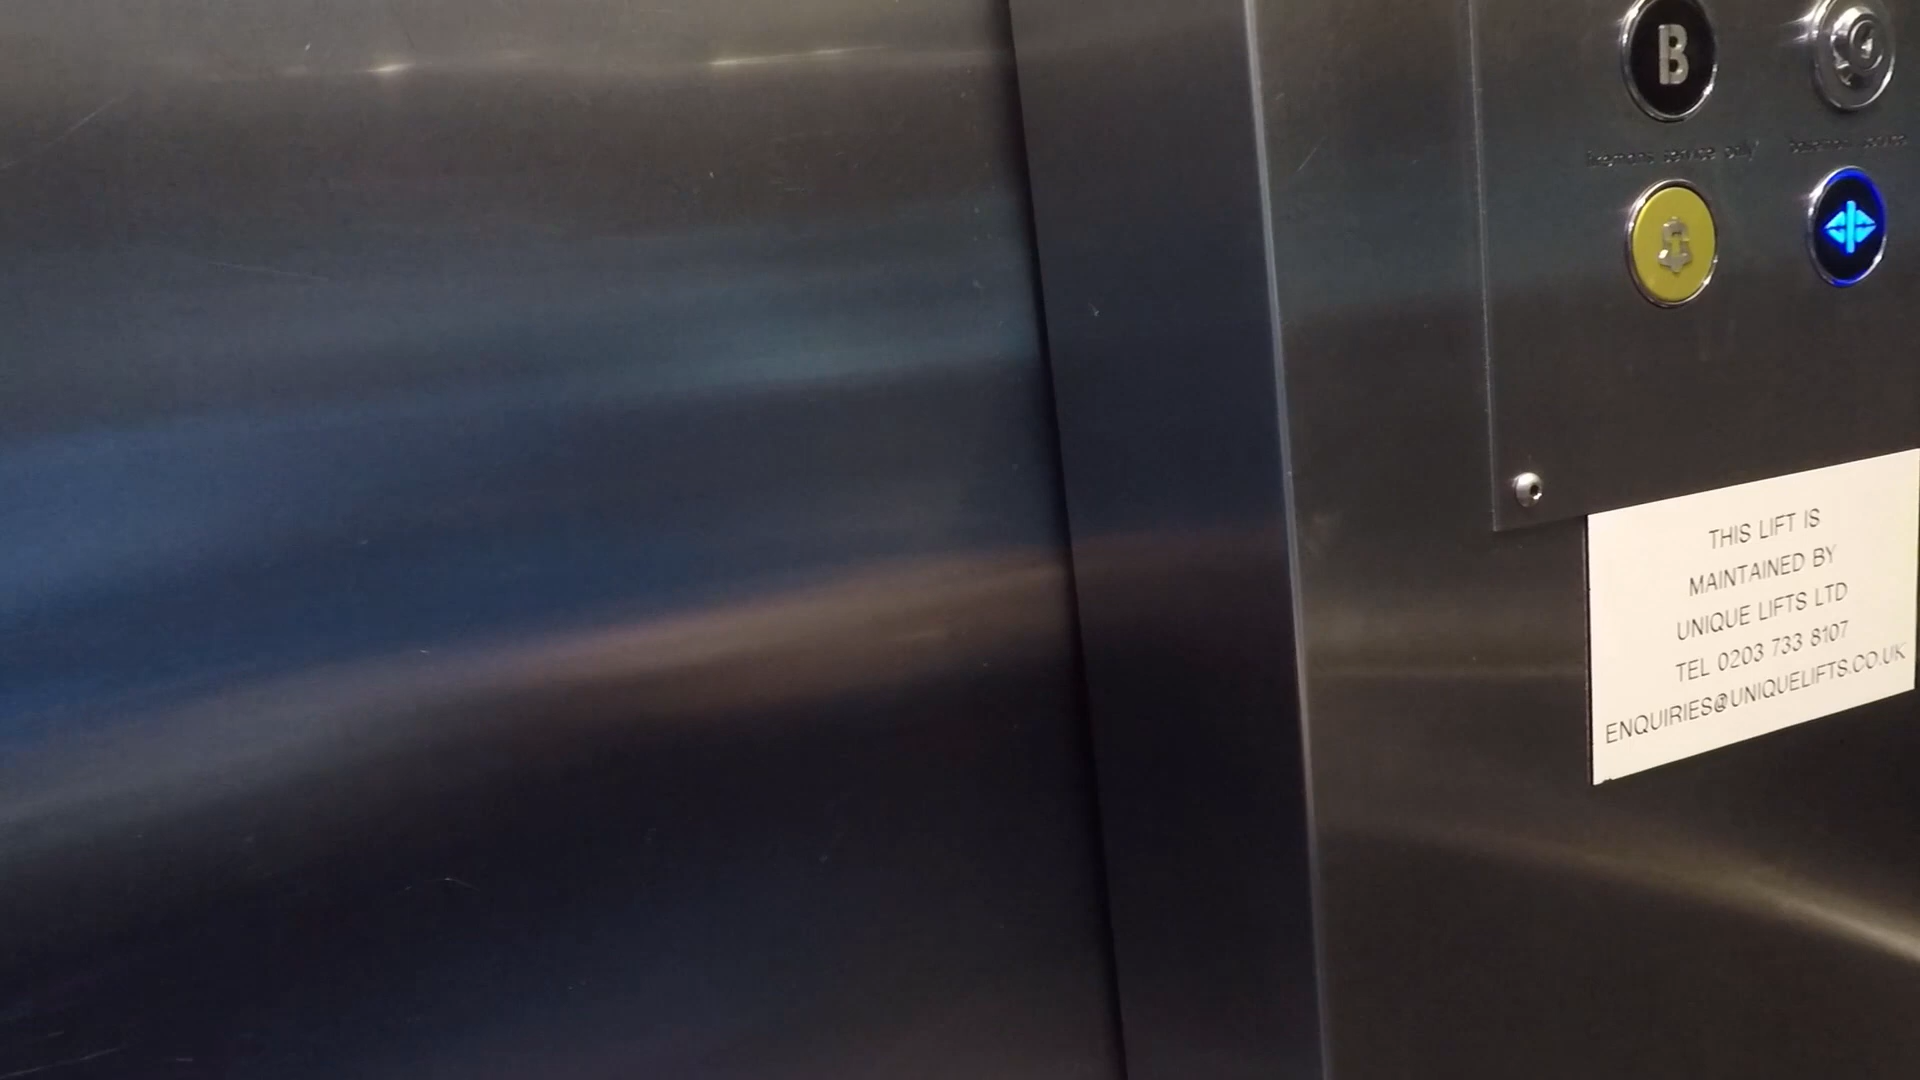 B
THIS LIFT IS
MAINTAINED BY
UNIQUE LIFTS LTD
TEL 0203 733 8107
ENQUIRIES@UNIQUELIFTS.CO.UK